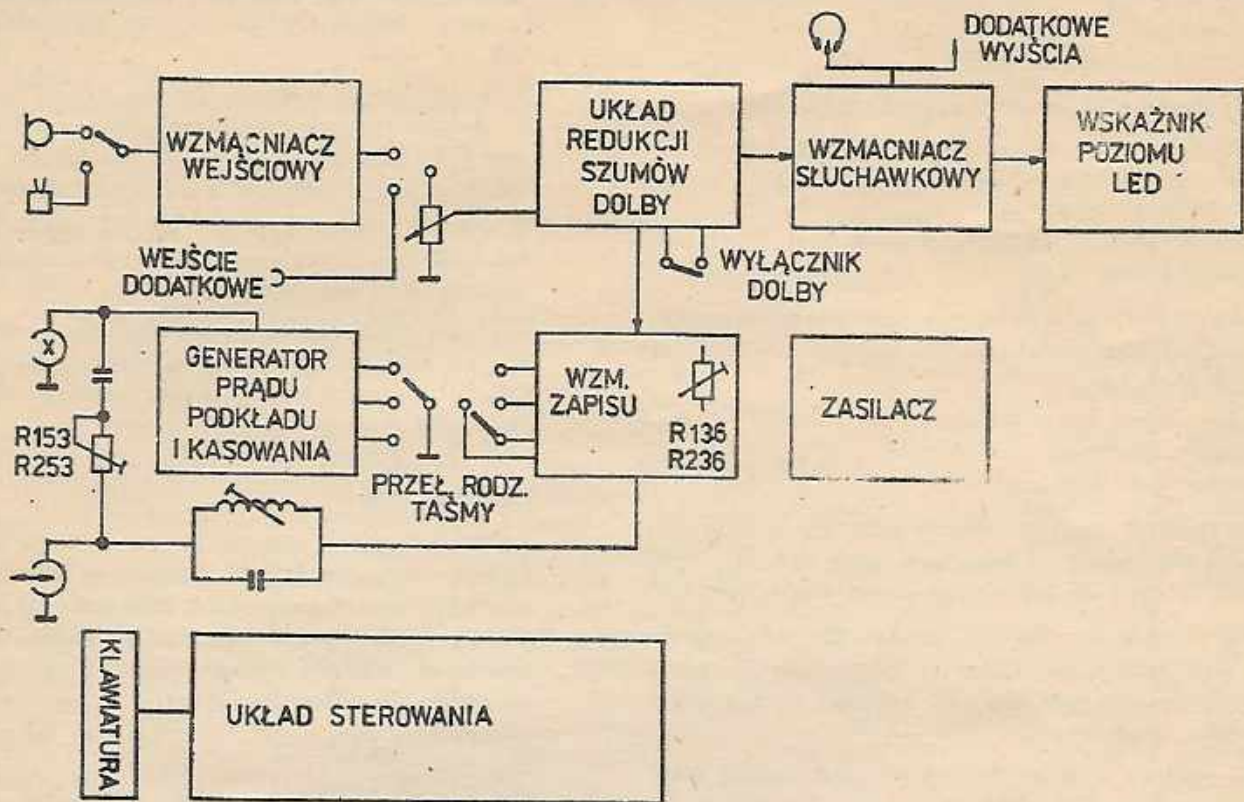 DODATKOWE
WYJŚCIA
WZMĄCNIACZ
WEJŚCIOWY
UKŁAD
REDUKCJI
SZUMÓW
DOLBY
WZMACNIACZ
SŁUCHAWKOWY
WSKAŹNIK
POZIOMU
LED
WEJŚCIE
DODATKOWE
WYŁĄCZNIK
DOLBY
X
GENERATOR
PRĄDU
PODKŁADU
I KASOWANIA
WZM.
ZAPISU
R136
R236
ZASILACZ
R153
R253
PRZEŁ. RODZ.
TAŚMY
KLAWIATURA
UKŁAD STEROWANIA